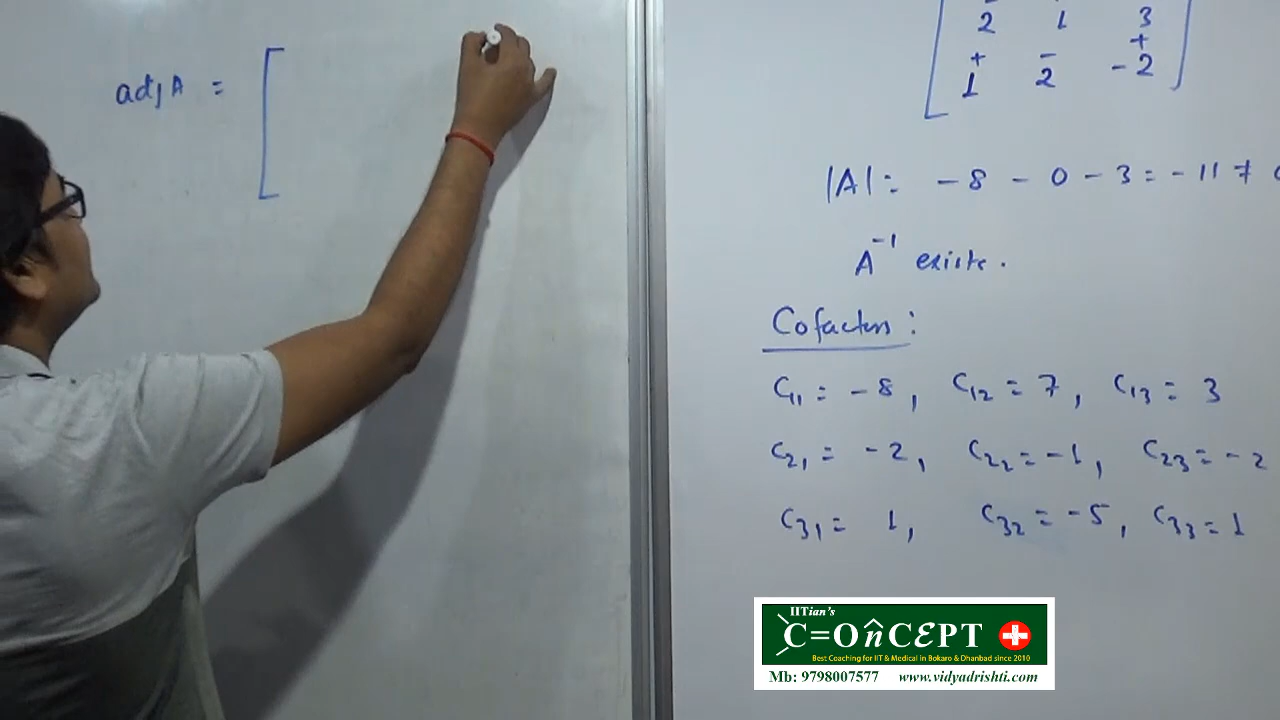 adj A = [
2 1 3
+ - +
1 2 -2
|A| = -8 - 0 - 3 = -11 ≠
A⁻¹ exists.
Cofactors:
C₁₁ = -8, C₁₂ = 7, C₁₃ = 3
C₂₁ = -2, C₂₂ = -1, C₂₃ = -2
C₃₁ = 1, C₃₂ = -5, C₃₃ = 1
IITian's
C=On̂CƐPT
Best Coaching for IIT & Medical in Bokaro & Dhanbad since 2010
Mb: 9798007577 www.vidyadrishti.com